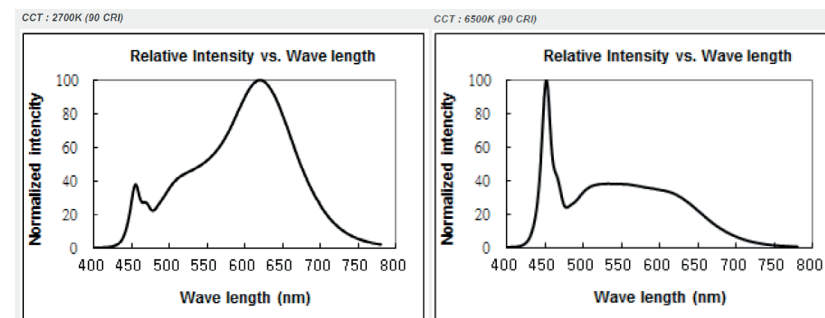 CCT : 2700K (90 CRI)
Relative Intensity vs. Wave length
Normalized intencity
100
80
60
40
20
0
400 450 500 550 600 650 700 750 800
Wave length (nm)
CCT : 6500K (90 CRI)
Relative Intensity vs. Wave length
Normalized intencity
100
80
60
40
20
0
400 450 500 550 600 650 700 750 800
Wave length (nm)